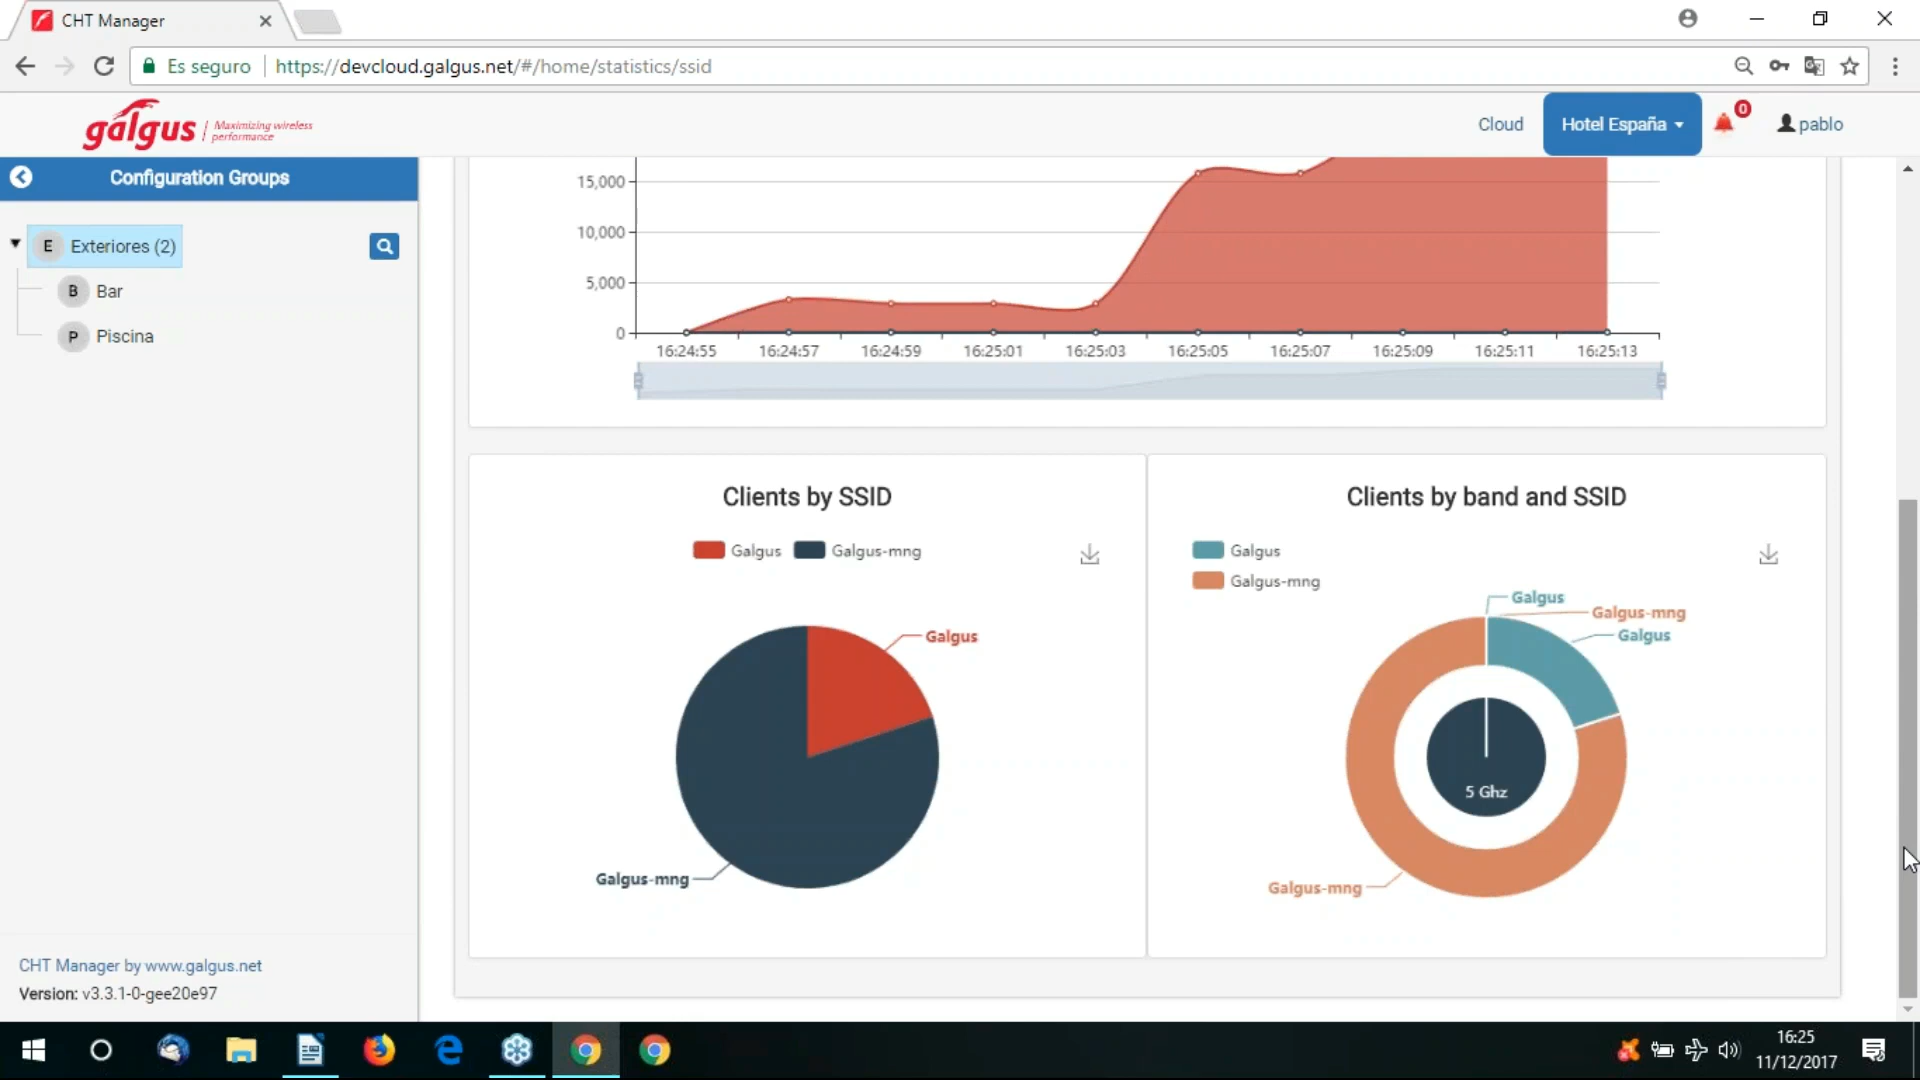 CHT Manager
Es seguro
https://devcloud.galgus.net/#/home/statistics/ssid
galgus | Maximizing wireless
performance
Cloud
Hotel España
0
pablo
Configuration Groups
E Exteriores (2)
B Bar
P Piscina
15,000
10,000
5,000
0
16:24:55 16:24:57 16:24:59 16:25:01 16:25:03 16:25:05 16:25:07 16:25:09 16:25:11 16:25:13
Clients by SSID
Galgus Galgus-mng
Galgus
Galgus-mng
Clients by band and SSID
Galgus
Galgus-mng
Galgus
Galgus-mng
Galgus
5 Ghz
Galgus-mng
CHT Manager by www.galgus.net
Version: v3.3.1-0-gee20e97
16:25
11/12/2017